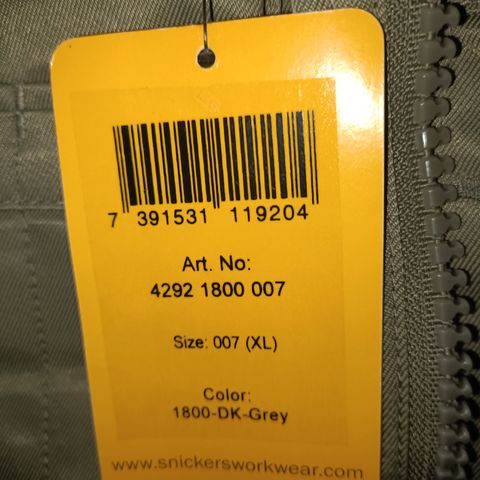 7 391531 119204
Art. No:
4292 1800 007
Size: 007 (XL)
Color:
1800-DK-Grey
www.snickersworkwear.com